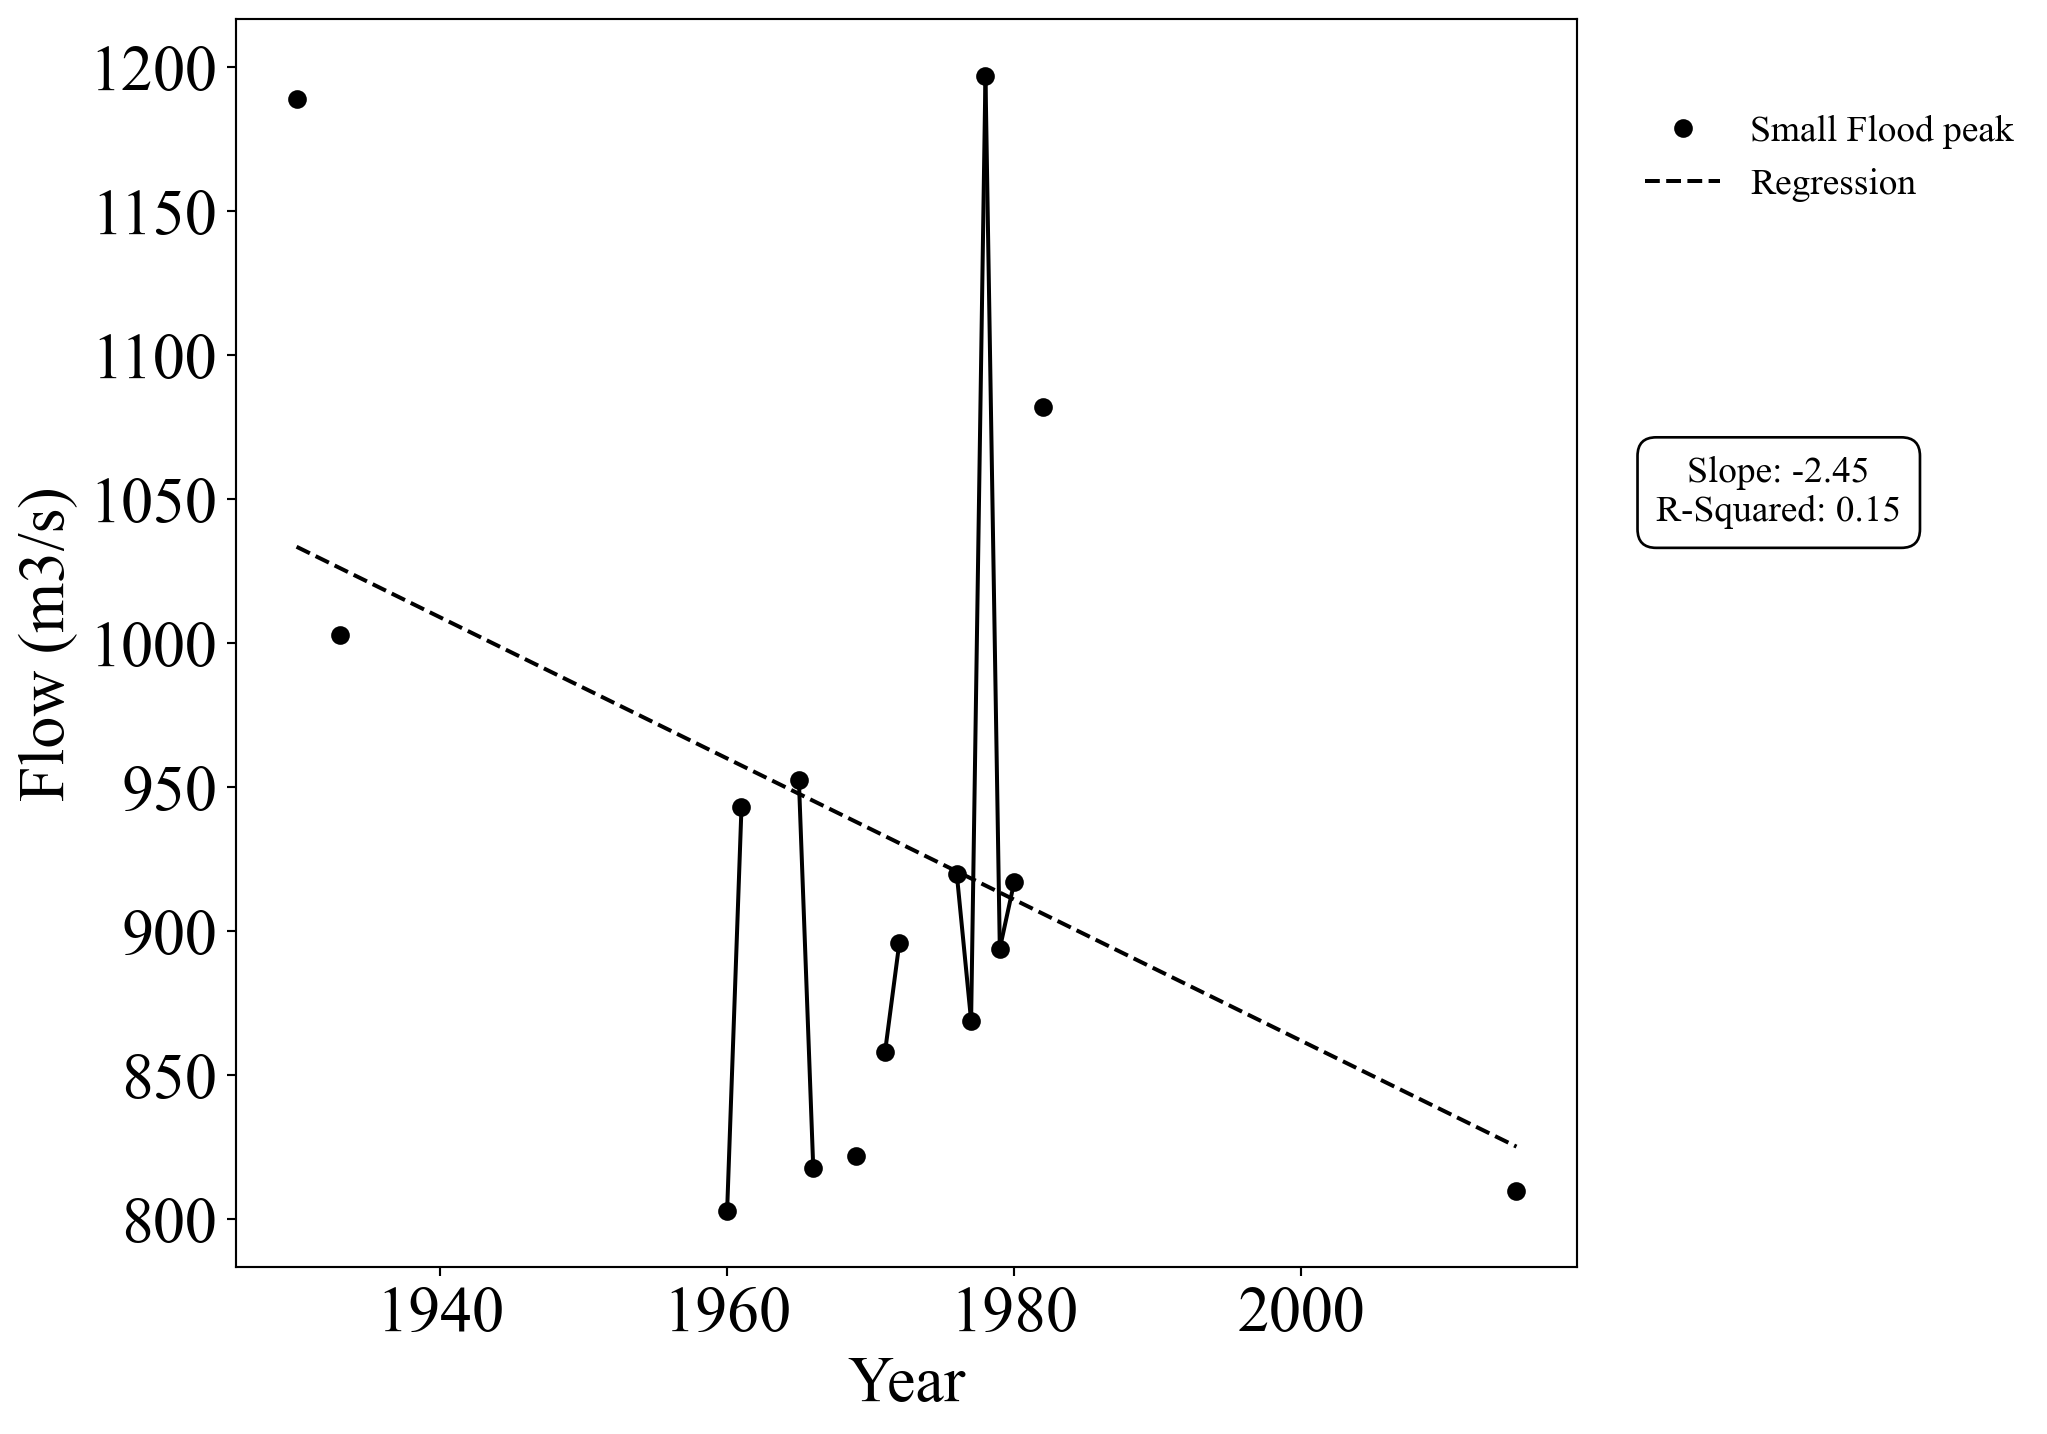 1200
1150
1100
1050
1000
950
900
850
800
Flow (m3/s)
1940 1960 1980 2000
Year
Small Flood peak
Regression
Slope: -2.45
R-Squared: 0.15